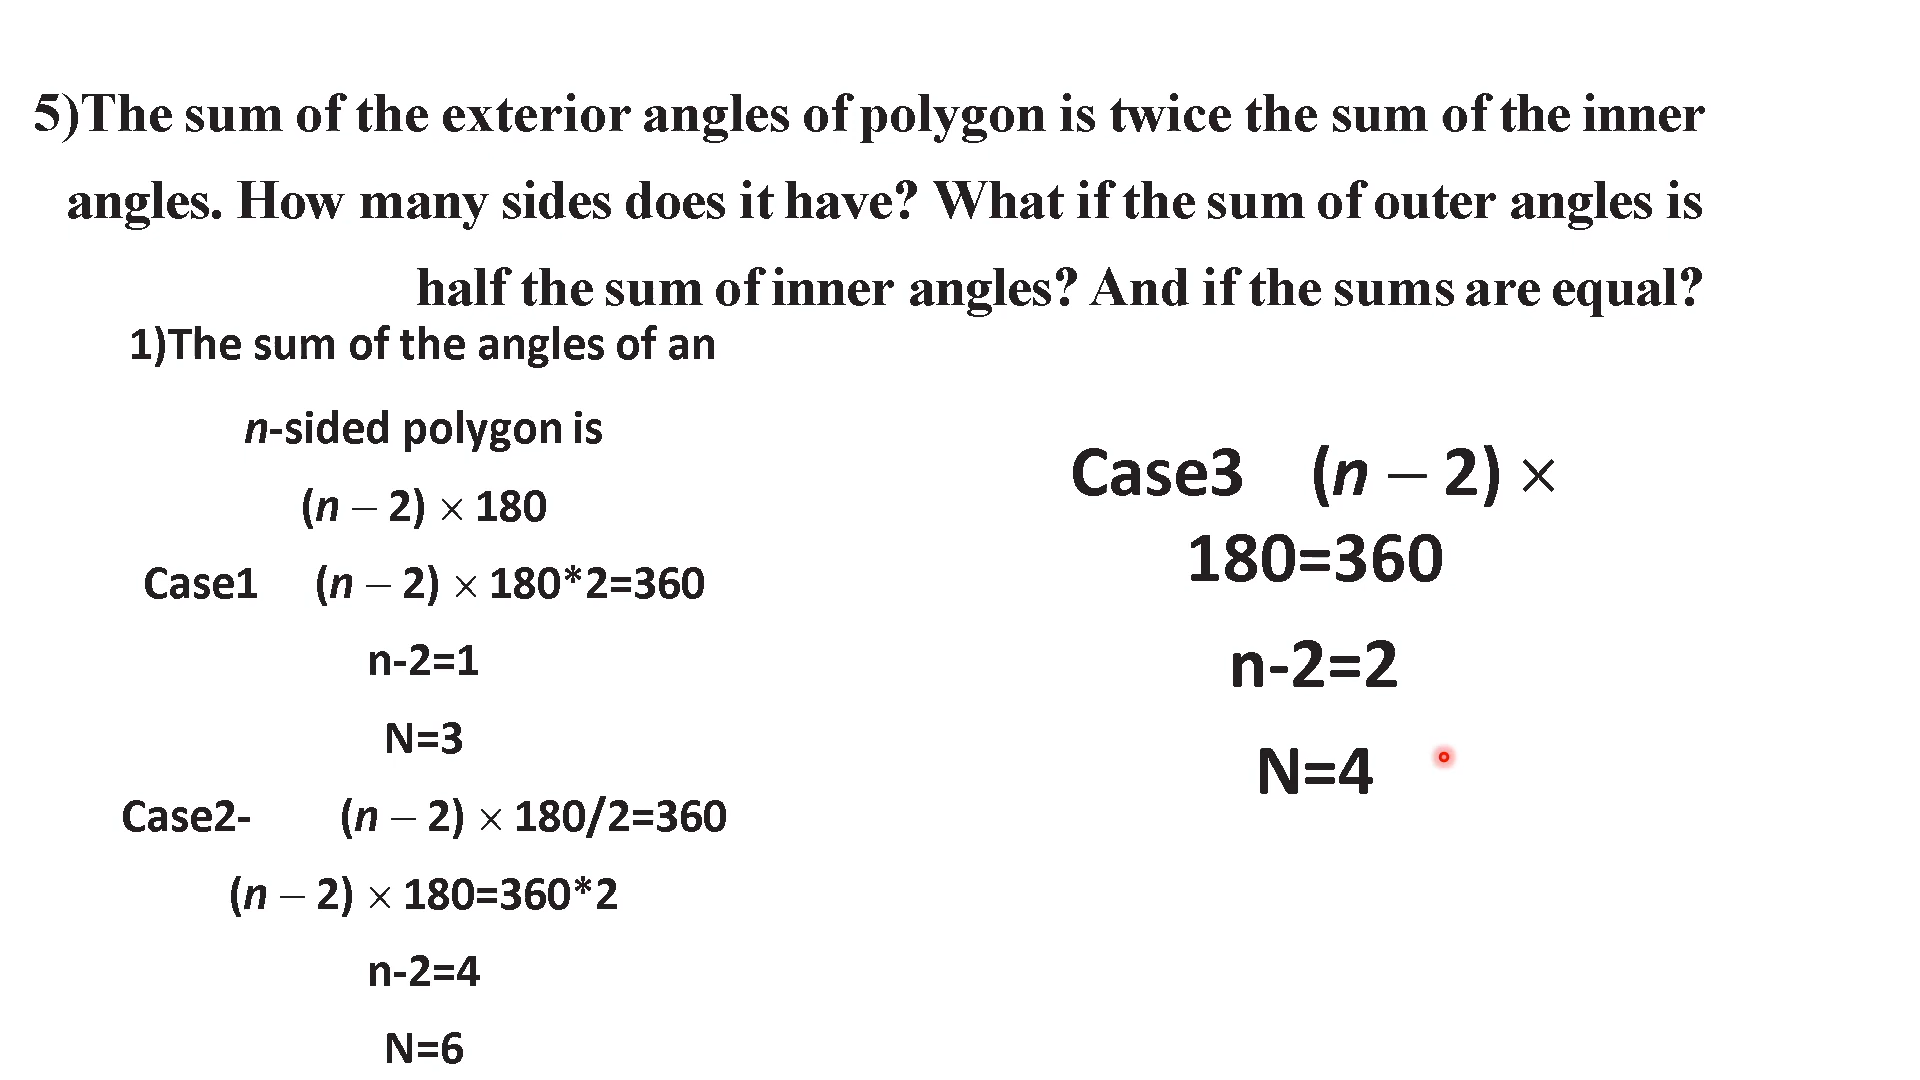 5)The sum of the exterior angles of polygon is twice the sum of the inner
angles. How many sides does it have? What if the sum of outer angles is
half the sum of inner angles? And if the sums are equal?
1)The sum of the angles of an
n-sided polygon is
(n – 2) × 180
Case1 (n – 2) × 180*2=360
n-2=1
N=3
Case2- (n – 2) × 180/2=360
(n – 2) × 180=360*2
n-2=4
N=6
Case3 (n – 2) ×
180=360
n-2=2
N=4